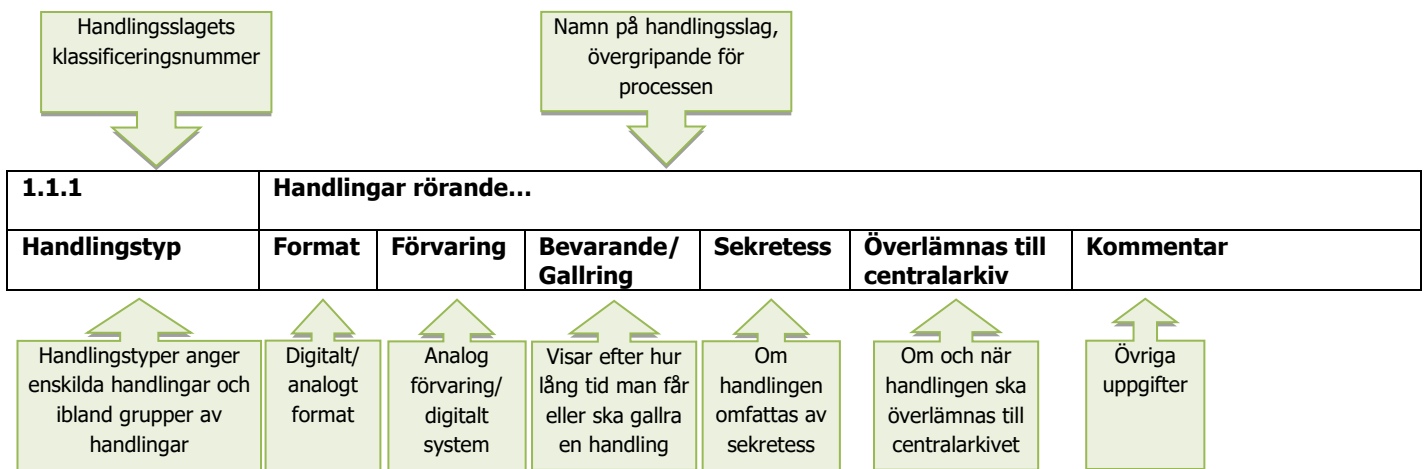 Handlingsslagets
klassificeringsnummer
Namn på handlingsslag,
övergripande för
processen
1.1.1
Handlingar rörande…
Handlingstyp
Format
Förvaring
Bevarande/
Gallring
Sekretess
Överlämnas till
centralarkiv
Kommentar
Handlingstyper anger
enskilda handlingar och
ibland grupper av
handlingar
Digitalt/
analogt
format
Analog
förvaring/
digitalt
system
Visar efter hur
lång tid man får
eller ska gallra
en handling
Om
handlingen
omfattas av
sekretess
Om och när
handlingen ska
överlämnas till
centralarkivet
Övriga
uppgifter